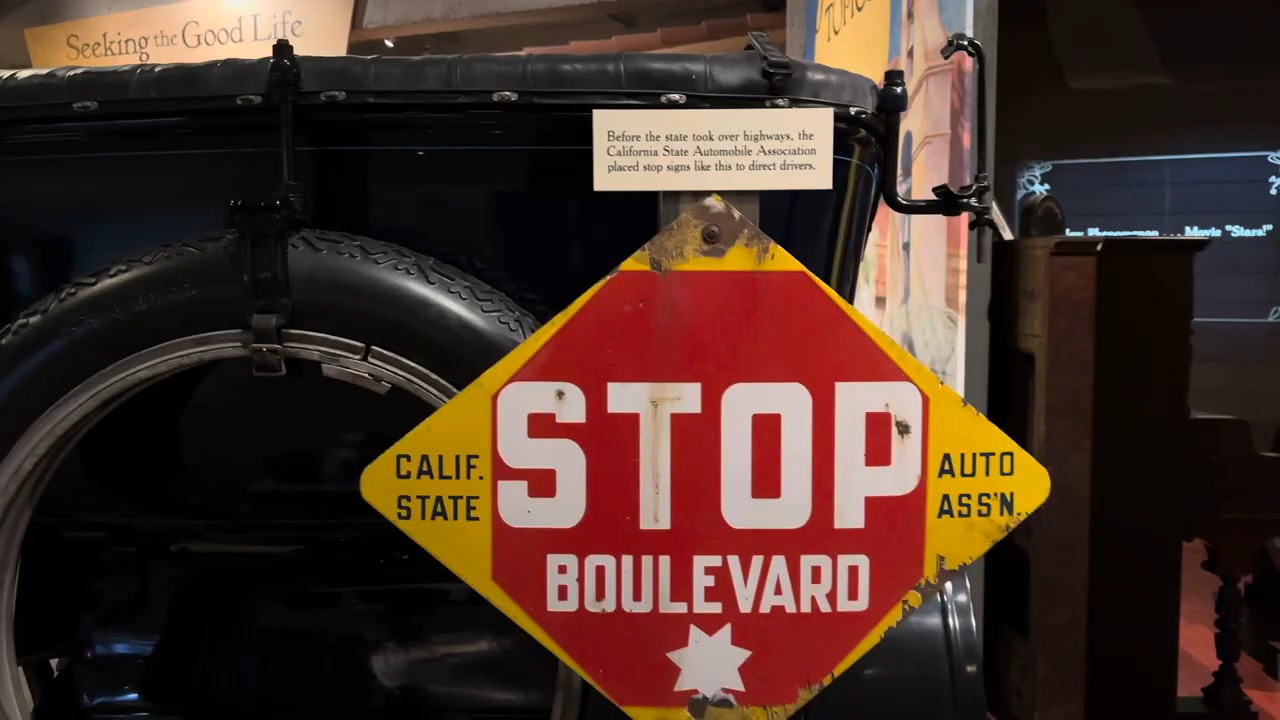 Seeking the Good Life
Before the state took over highways, the
California State Automobile Association
placed stop signs like this to direct drivers.
Movie "Stars!"
STOP
CALIF.
STATE
AUTO
ASS'N.
BOULEVARD